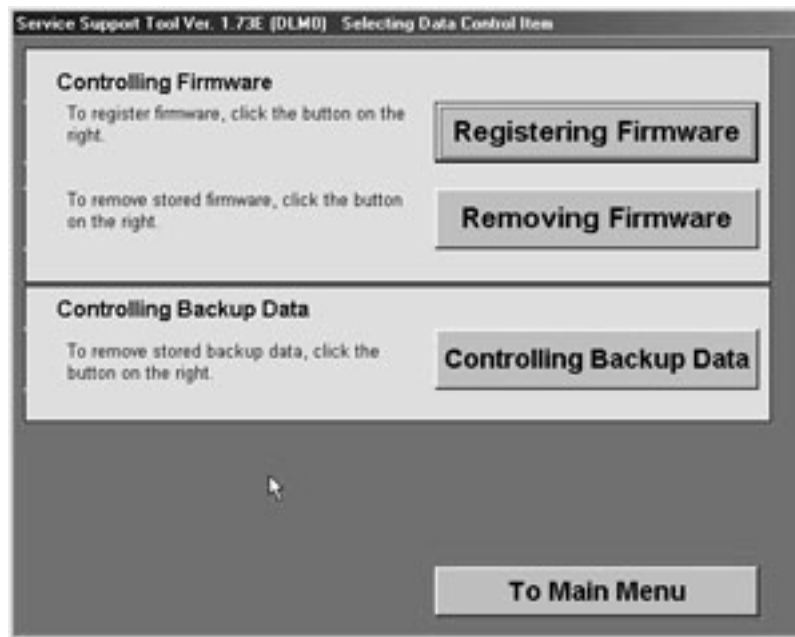 Service Support Tool Ver. 1.73E (DLM0) Selecting Data Control Item
Controlling Firmware
To register firmware, click the button on the
right.
Registering Firmware
To remove stored firmware, click the button
on the right.
Removing Firmware
Controlling Backup Data
To remove stored backup data, click the
button on the right.
Controlling Backup Data
To Main Menu